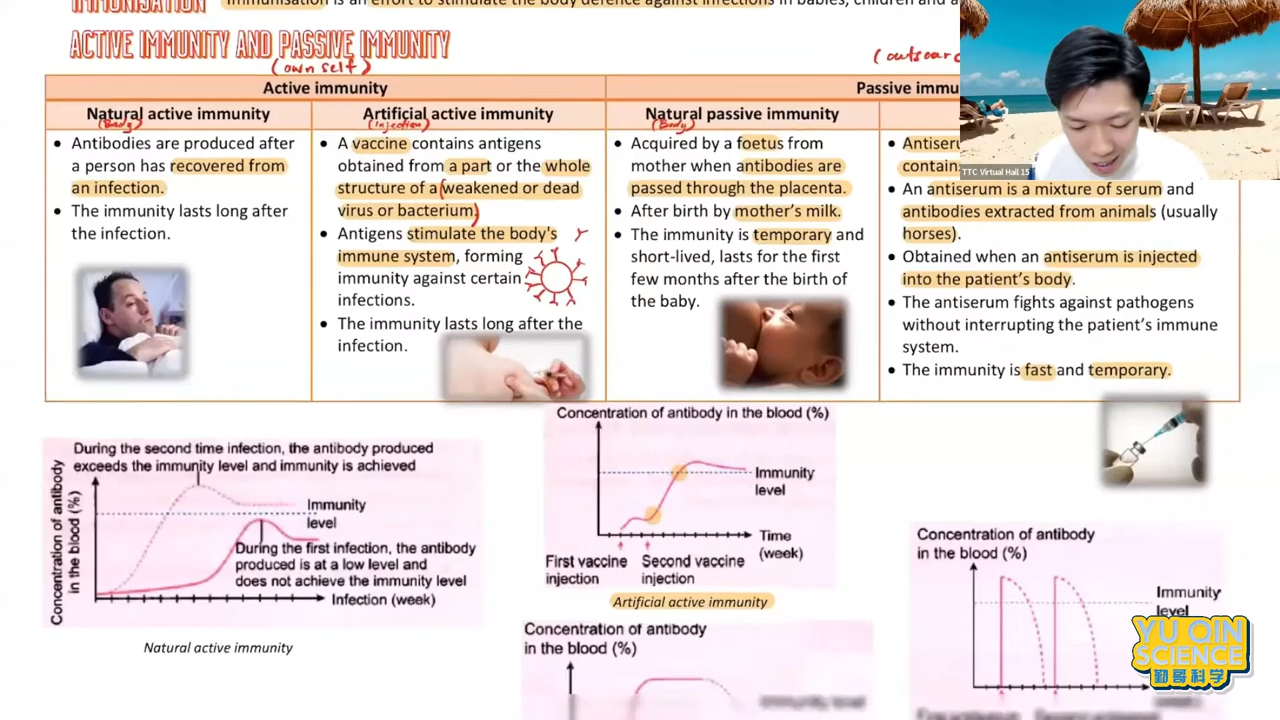 IMMUNISATION Immunisation is an effort to stimulate the body defence against infections in babies, children and a
ACTIVE IMMUNITY AND PASSIVE IMMUNITY
(own self)
Active immunity
Passive immu
Natural active immunity
(Body)
Artificial active immunity
(injection)
Natural passive immunity
(Body)
• Antibodies are produced after
a person has recovered from
an infection.
• The immunity lasts long after
the infection.
• A vaccine contains antigens
obtained from a part or the whole
structure of a (weakened or dead
virus or bacterium)
• Antigens stimulate the body's
immune system, forming
immunity against certain
infections.
• The immunity lasts long after the
infection.
• Acquired by a foetus from
mother when antibodies are
passed through the placenta.
• After birth by mother's milk.
• The immunity is temporary and
short-lived, lasts for the first
few months after the birth of
the baby.
• Antiseru
contain
• An antiserum is a mixture of serum and
antibodies extracted from animals (usually
horses).
• Obtained when an antiserum is injected
into the patient's body.
• The antiserum fights against pathogens
without interrupting the patient's immune
system.
• The immunity is fast and temporary.
TTC Virtual Hall 15
During the second time infection, the antibody produced
exceeds the immunity level and immunity is achieved
Concentration of antibody
in the blood (%)
Immunity
level
During the first infection, the antibody
produced is at a low level and
does not achieve the immunity level
Infection (week)
Natural active immunity
Concentration of antibody in the blood (%)
Immunity
level
Time
(week)
First vaccine
injection
Second vaccine
injection
Artificial active immunity
Concentration of antibody
in the blood (%)
Immunity level
Concentration of antibody
in the blood (%)
Immunity
level
YU QIN
SCIENCE
勤哥科学